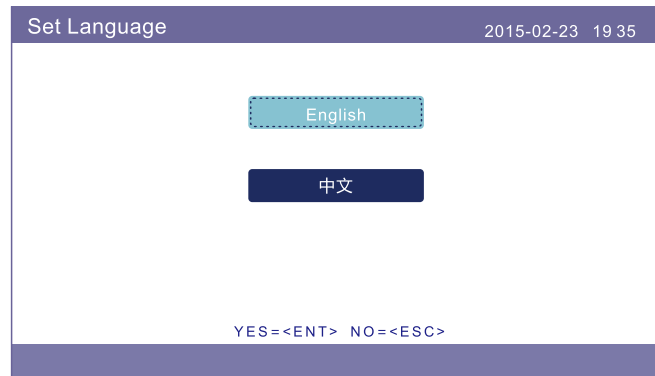 Set Language
2015-02-23 19 35
English
中文
YES=<ENT> NO=<ESC>